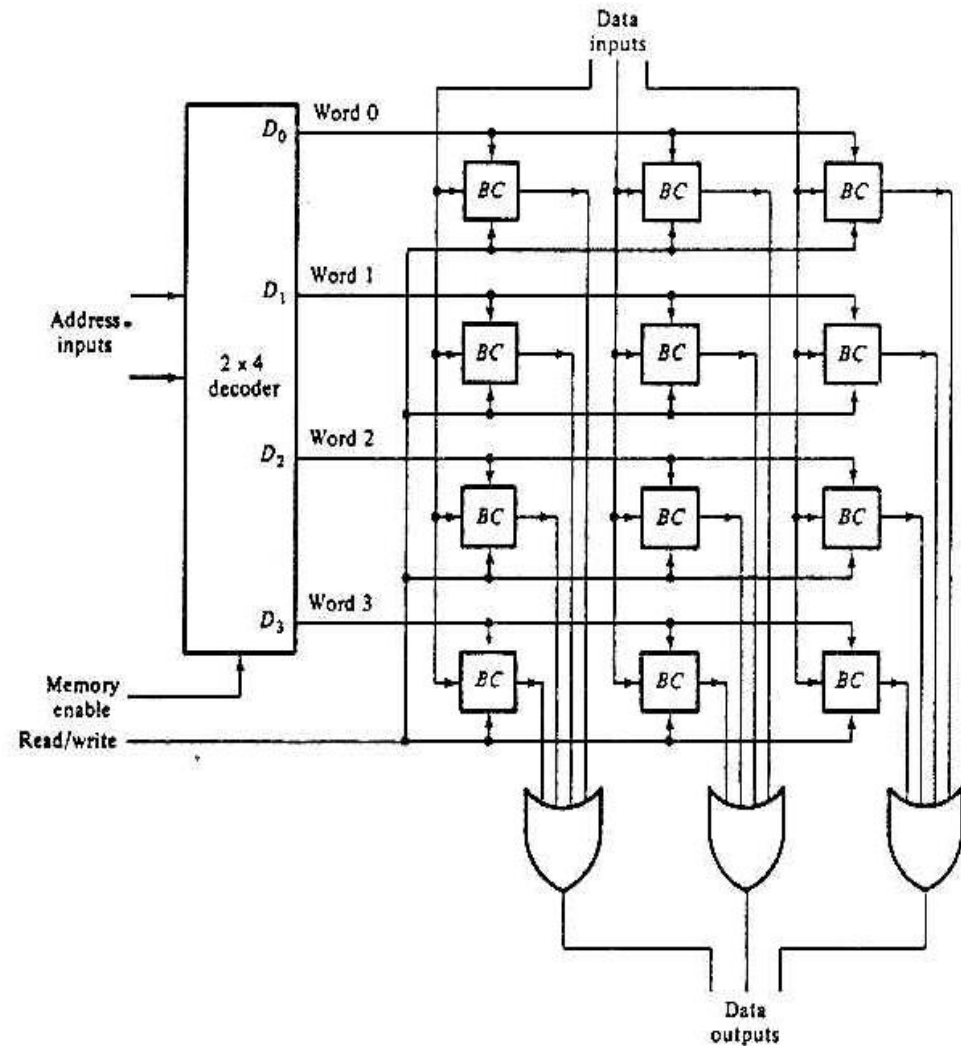 Data
inputs
D₀
Word 0
BC
BC
BC
D₁
Word 1
BC
BC
BC
Address
inputs
2 x 4
decoder
D₂
Word 2
BC
BC
BC
D₃
Word 3
BC
BC
BC
Memory
enable
Read/write
Data
outputs